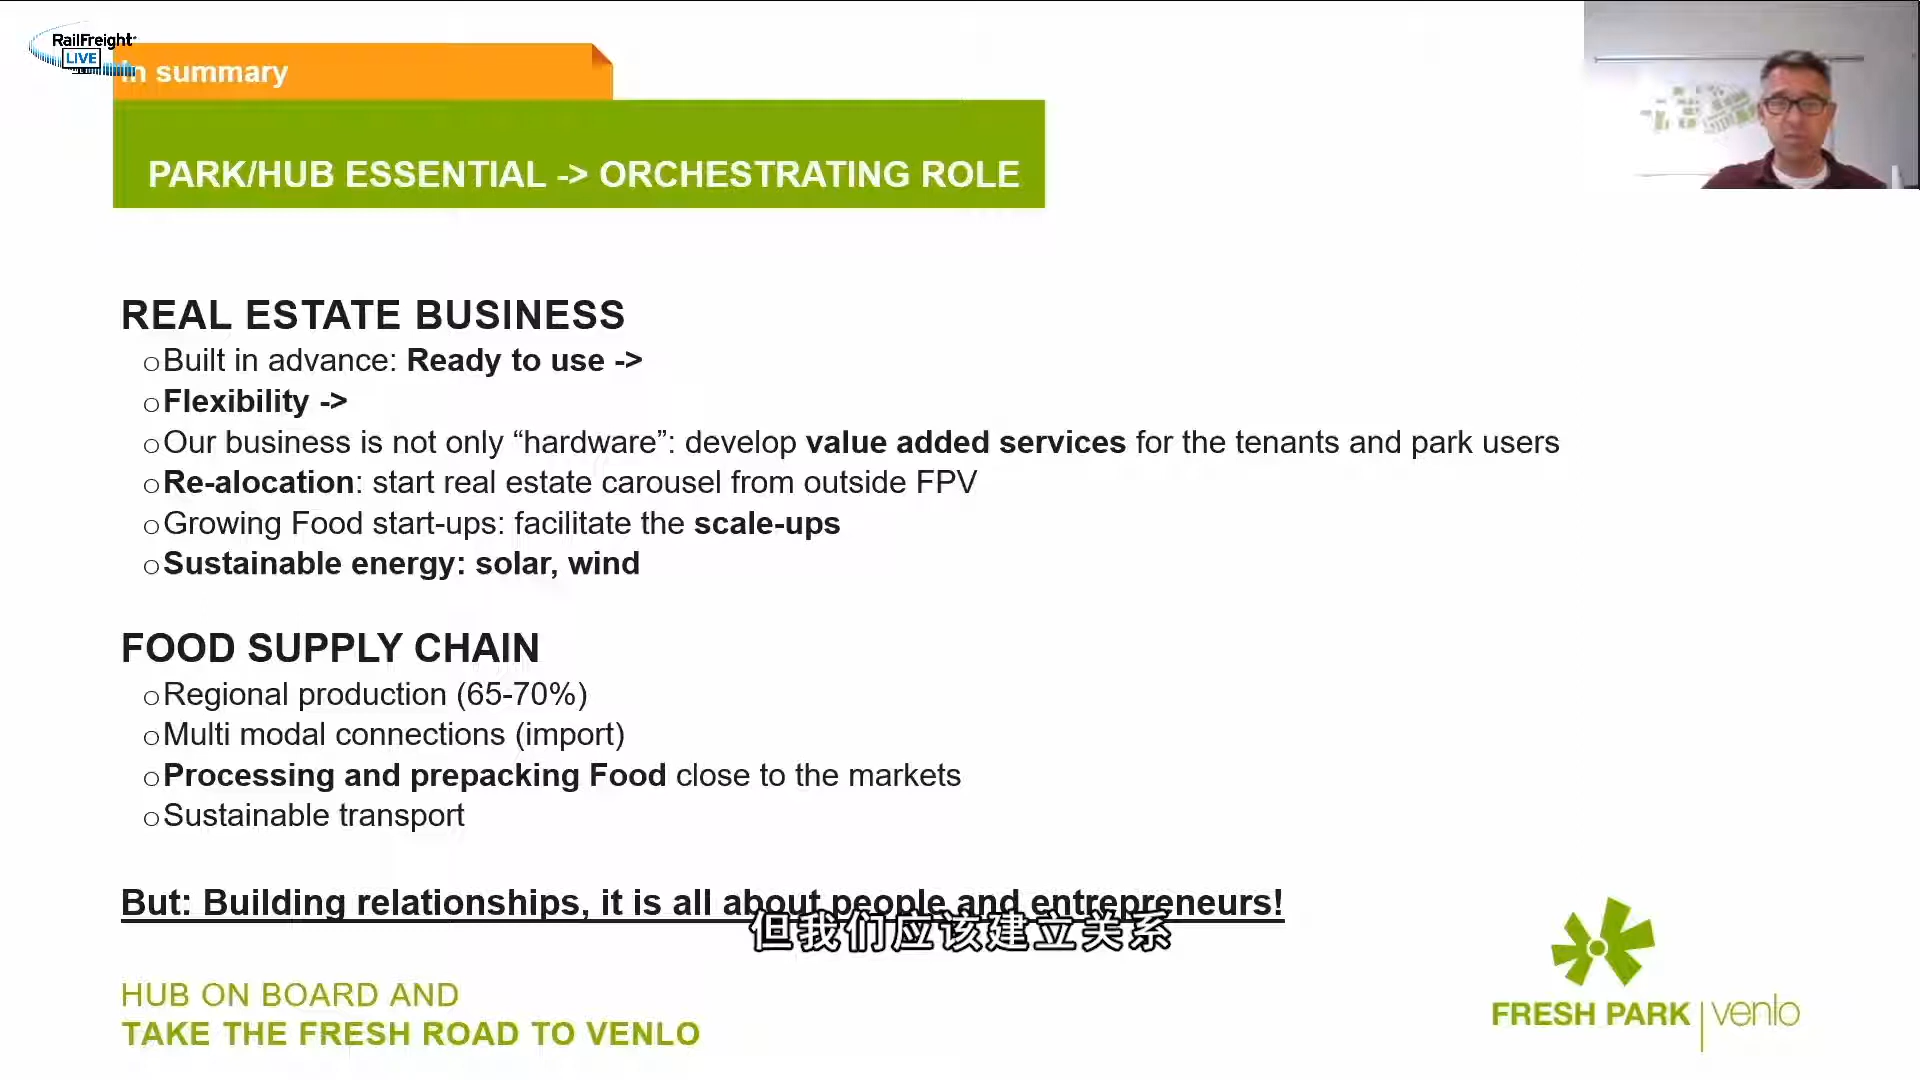 RailFreight
LIVE
In summary
PARK/HUB ESSENTIAL -> ORCHESTRATING ROLE
REAL ESTATE BUSINESS
o Built in advance: Ready to use ->
o Flexibility ->
o Our business is not only “hardware”: develop value added services for the tenants and park users
o Re-alocation: start real estate carousel from outside FPV
o Growing Food start-ups: facilitate the scale-ups
o Sustainable energy: solar, wind
FOOD SUPPLY CHAIN
o Regional production (65-70%)
o Multi modal connections (import)
o Processing and prepacking Food close to the markets
o Sustainable transport
But: Building relationships, it is all about people and entrepreneurs!
但我们应该建立关系
HUB ON BOARD AND
TAKE THE FRESH ROAD TO VENLO
FRESH PARK venlo